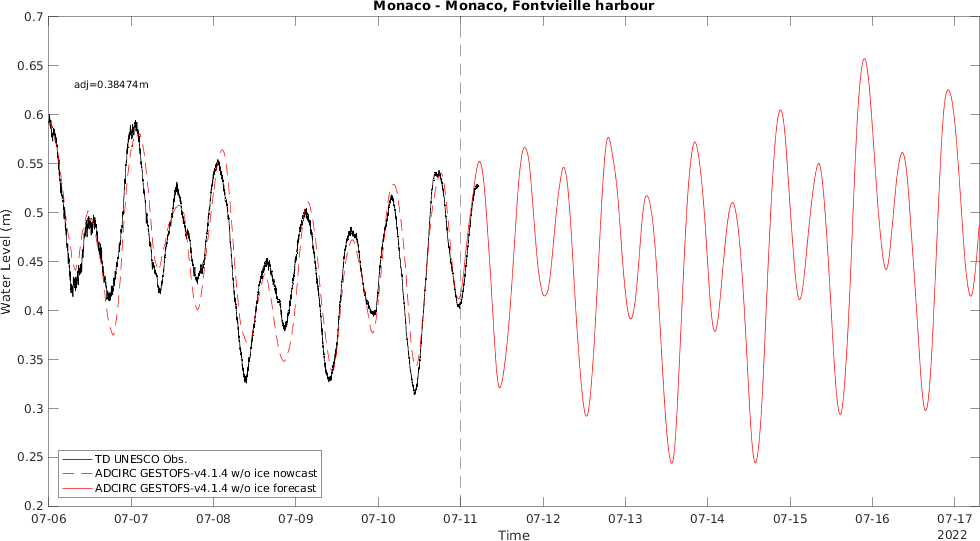 Monaco - Monaco, Fontvieille harbour
0.7
0.65
adj=0.38474m
0.6
0.55
0.5
0.45
0.4
0.35
0.3
0.25
0.2
Water Level (m)
TD UNESCO Obs.
ADCIRC GESTOFS-v4.1.4 w/o ice nowcast
ADCIRC GESTOFS-v4.1.4 w/o ice forecast
07-06 07-07 07-08 07-09 07-10 07-11 07-12 07-13 07-14 07-15 07-16 07-17
Time 2022